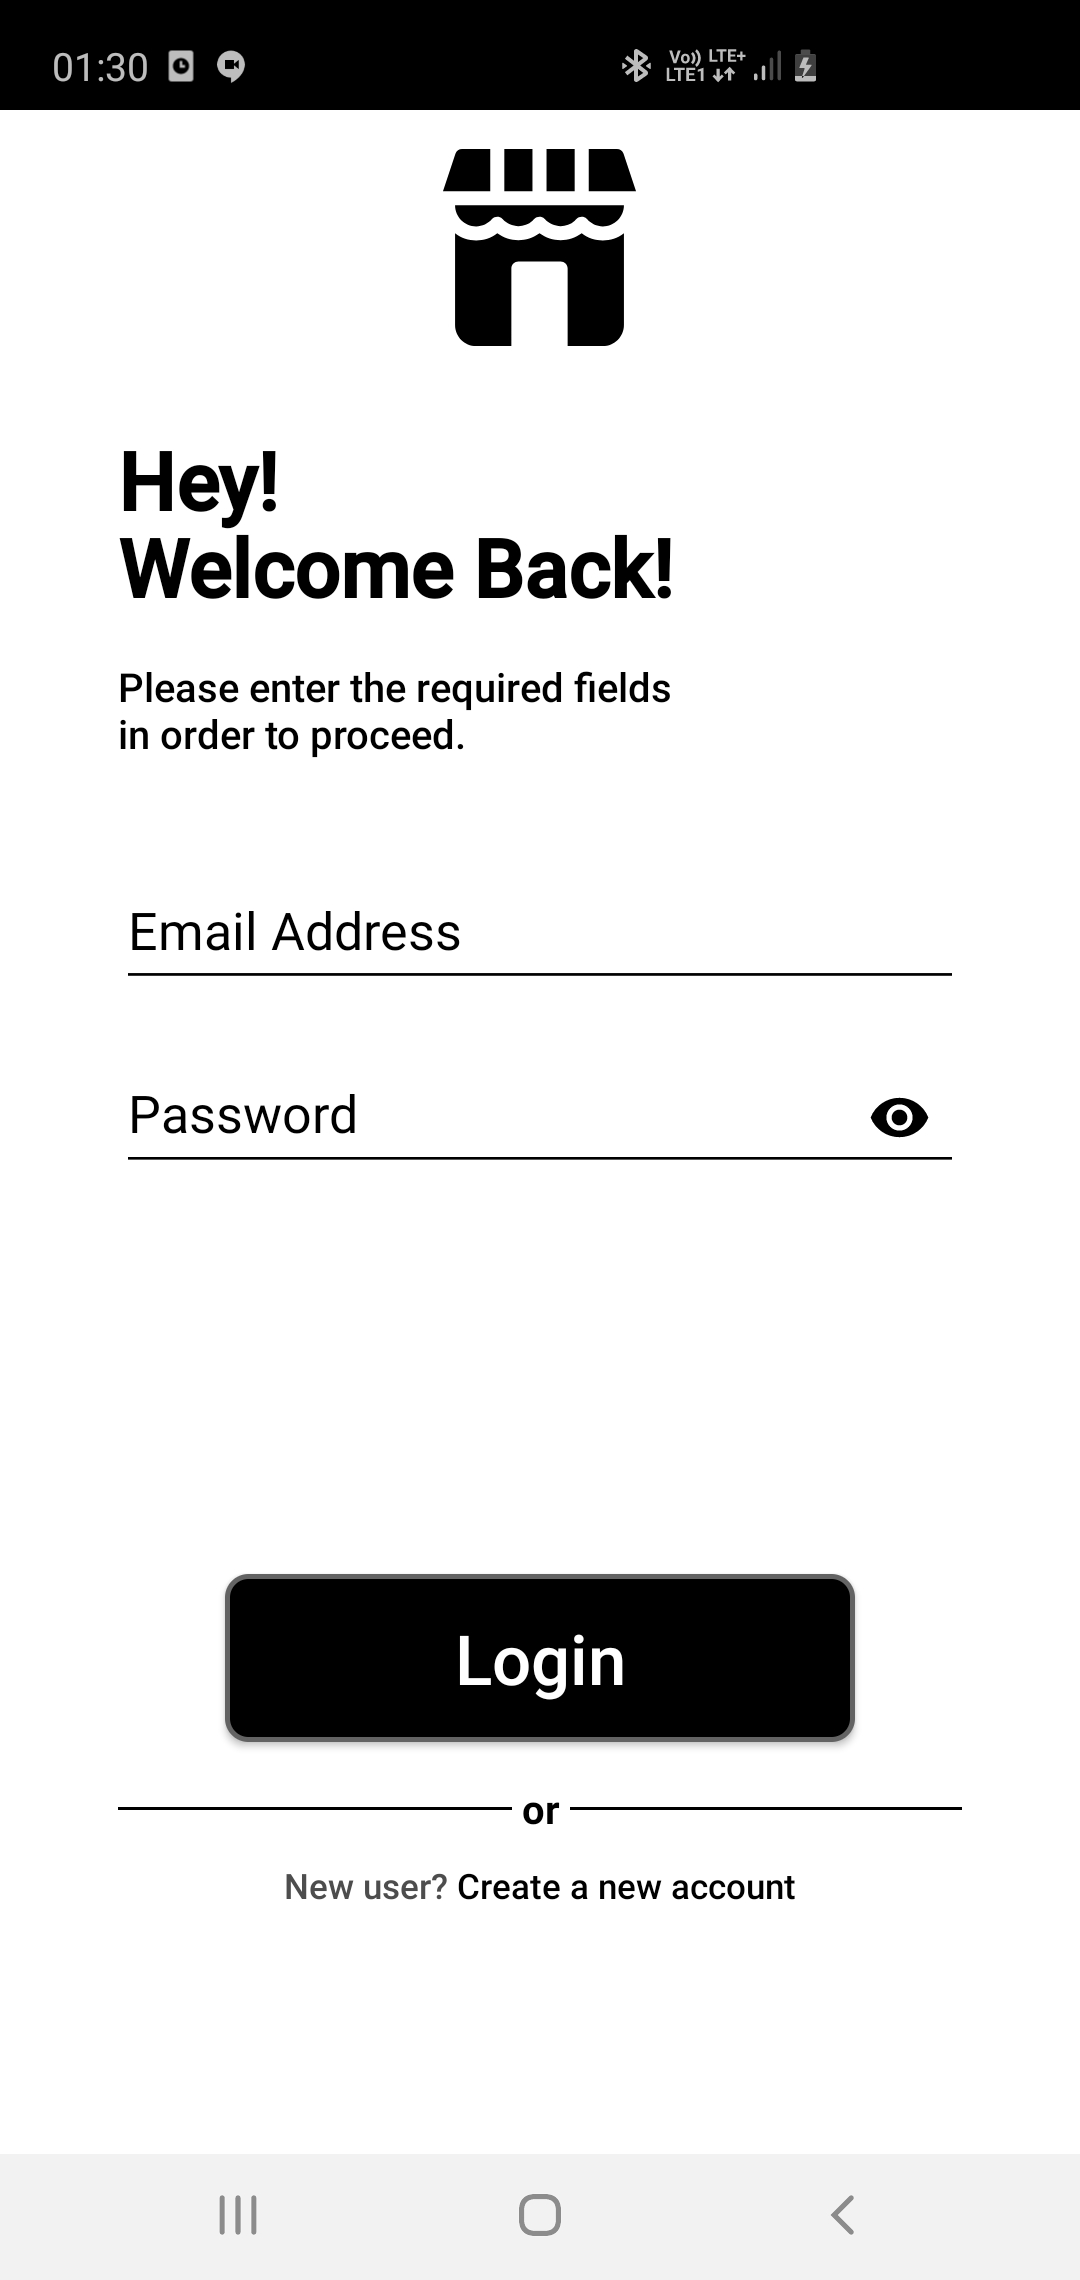 01:30
Vo)) LTE+
LTE1
Hey!
Welcome Back!
Please enter the required fields
in order to proceed.
Email Address
Password
Login
or
New user? Create a new account